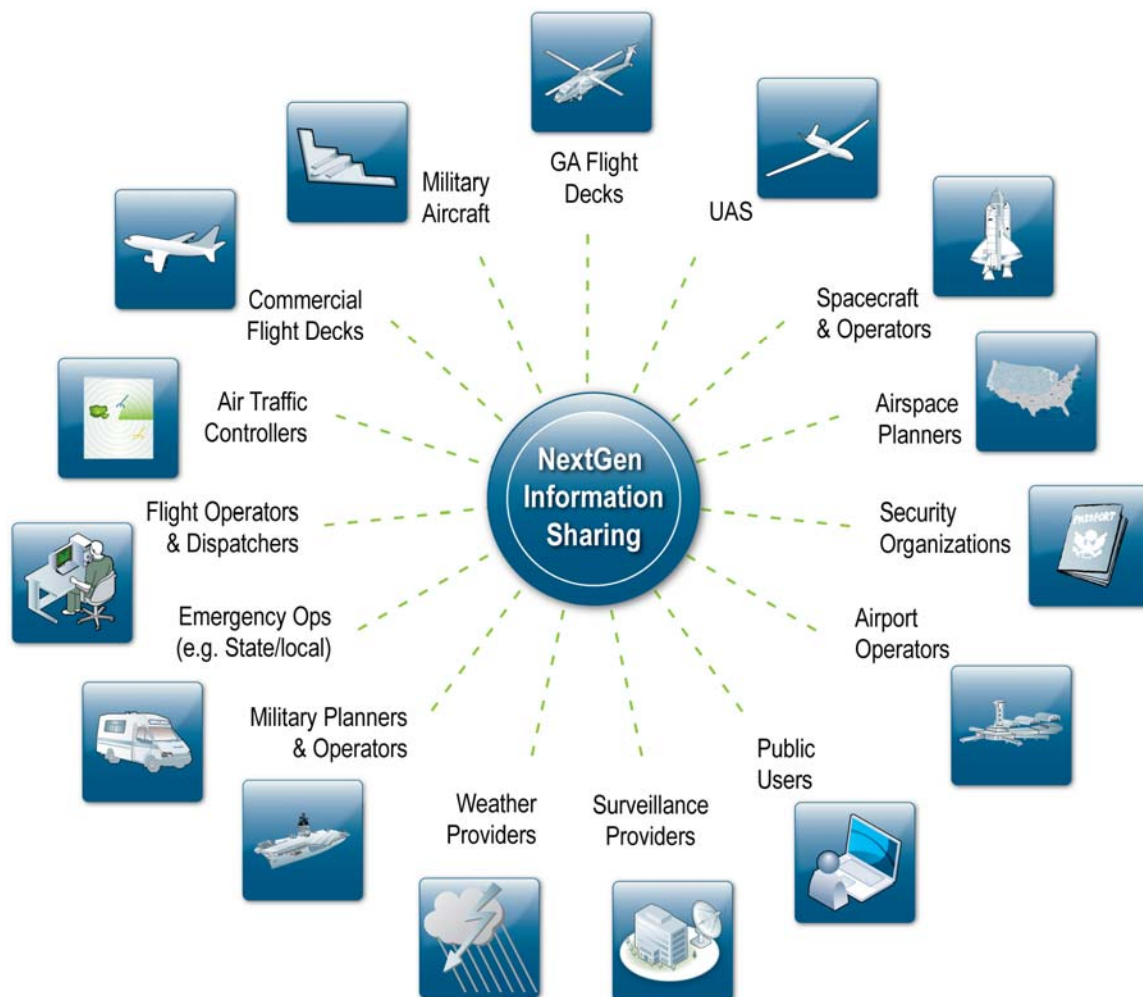 GA Flight
Decks
Military
Aircraft
UAS
Commercial
Flight Decks
Spacecraft
& Operators
Air Traffic
Controllers
Airspace
Planners
NextGen
Information
Sharing
Flight Operators
& Dispatchers
Security
Organizations
PASSPORT
Emergency Ops
(e.g. State/local)
Airport
Operators
Military Planners
& Operators
Public
Users
Weather
Providers
Surveillance
Providers